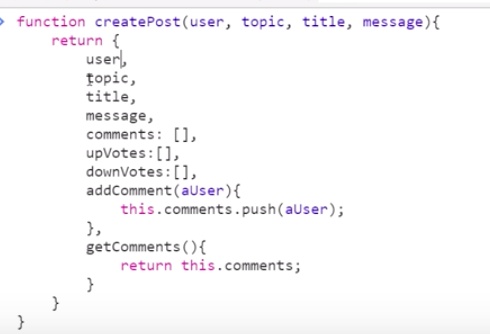 function createPost(user, topic, title, message){
return {
user,
topic,
title,
message,
comments: [],
upVotes:[],
downVotes:[],
addComment(aUser){
this.comments.push(aUser);
},
getComments(){
return this.comments;
}
}
}